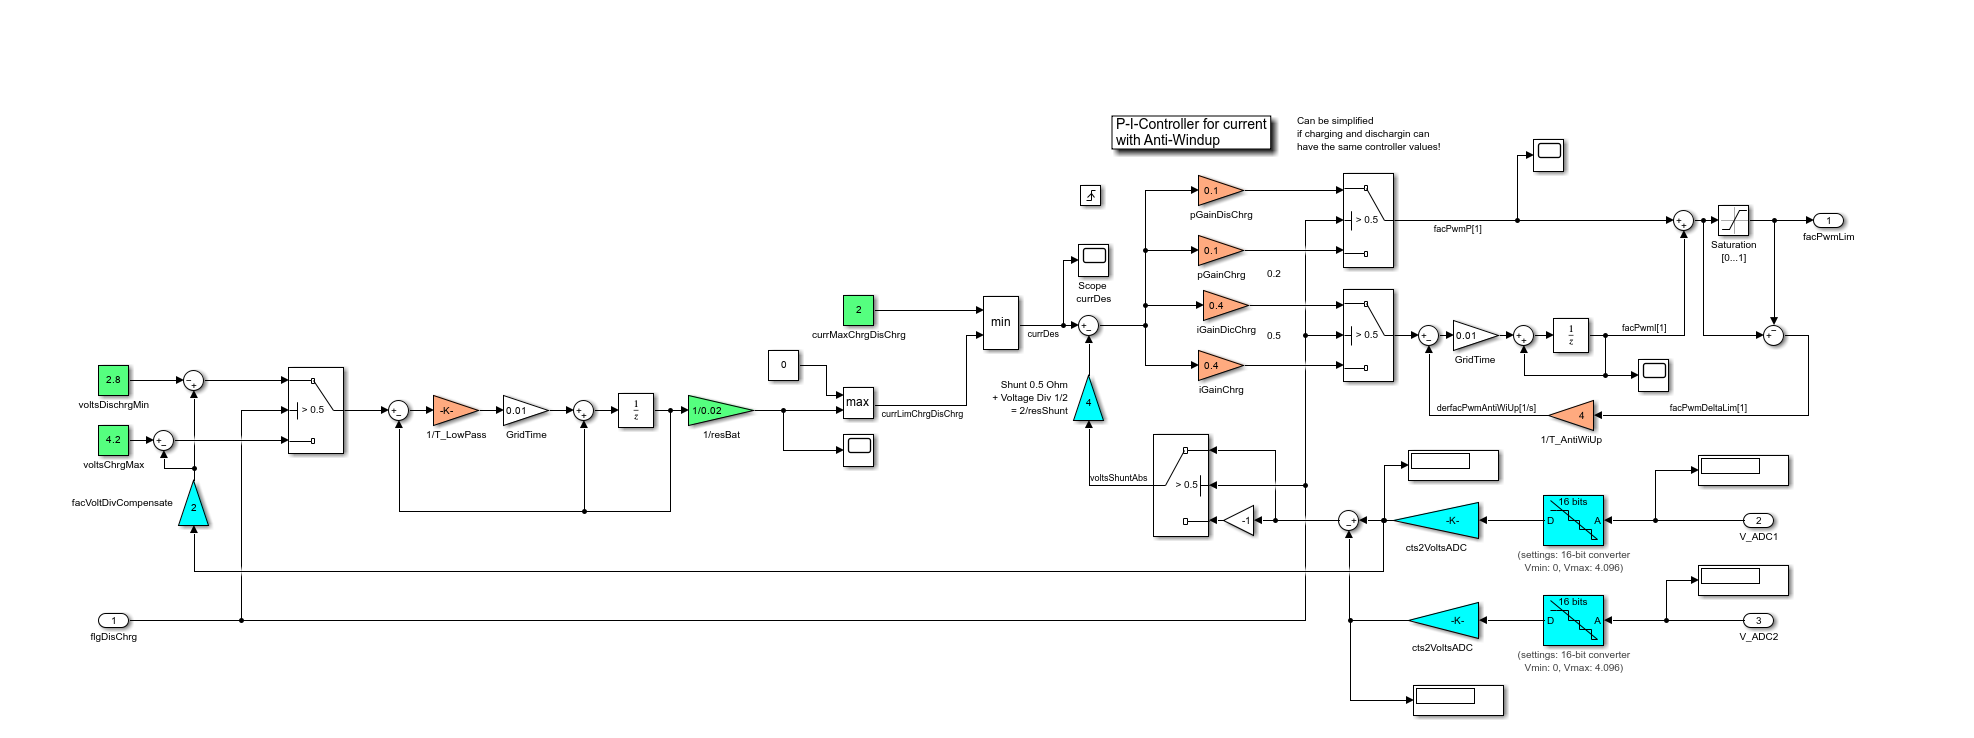 P-I-Controller for current
with Anti-Windup
Can be simplified
if charging and dischargin can
have the same controller values!
0.1
pGainDisChrg
> 0.5
facPwmP[1]
+
+
Saturation
[0...1]
1
facPwmLim
0.1
pGainChrg
0.2
Scope
currDes
2
currMaxChrgDisChrg
min
currDes
+
−
0.4
iGainDicChrg
0.5
> 0.5
+
−
0.01
GridTime
+
+
1
z
facPwmI[1]
−
+
0
0.4
iGainChrg
2.8
voltsDischrgMin
−
+
> 0.5
+
−
-K-
1/T_LowPass
0.01
GridTime
+
+
1
z
1/0.02
1/resBat
max
currLimChrgDisChrg
Shunt 0.5 Ohm
+ Voltage Div 1/2
= 2/resShunt
4
derfacPwmAntiWiUp[1/s]
4
1/T_AntiWiUp
facPwmDeltaLim[1]
4.2
voltsChrgMax
+
−
facVoltDivCompensate
2
voltsShuntAbs
> 0.5
-1
−
+
-K-
cts2VoltsADC
16 bits
D
A
(settings: 16-bit converter
Vmin: 0, Vmax: 4.096)
2
V_ADC1
1
flgDisChrg
-K-
cts2VoltsADC
16 bits
D
A
(settings: 16-bit converter
Vmin: 0, Vmax: 4.096)
3
V_ADC2